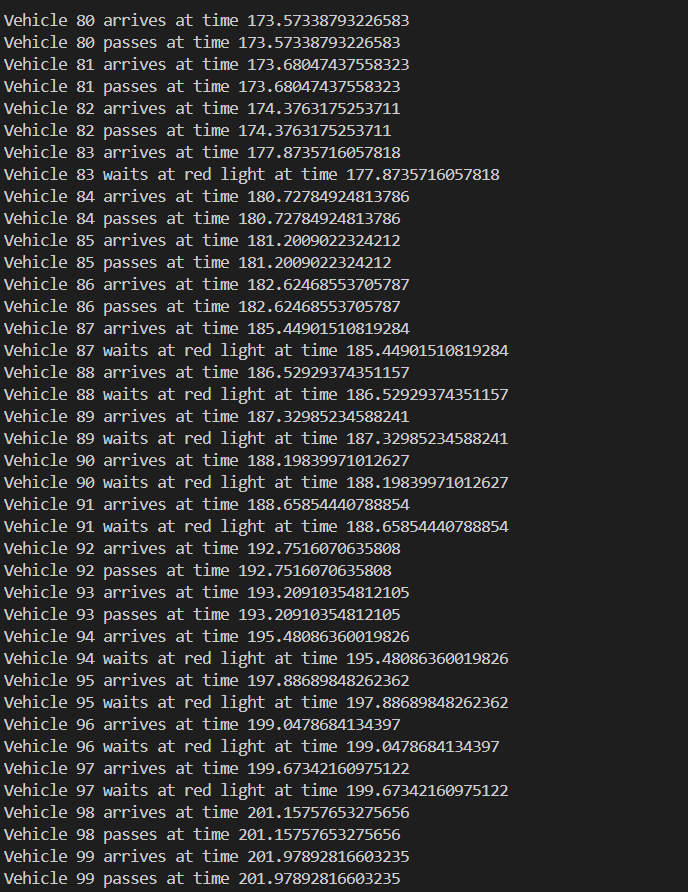 Vehicle 80 arrives at time 173.57338793226583
Vehicle 80 passes at time 173.57338793226583
Vehicle 81 arrives at time 173.68047437558323
Vehicle 81 passes at time 173.68047437558323
Vehicle 82 arrives at time 174.3763175253711
Vehicle 82 passes at time 174.3763175253711
Vehicle 83 arrives at time 177.8735716057818
Vehicle 83 waits at red light at time 177.8735716057818
Vehicle 84 arrives at time 180.72784924813786
Vehicle 84 passes at time 180.72784924813786
Vehicle 85 arrives at time 181.2009022324212
Vehicle 85 passes at time 181.2009022324212
Vehicle 86 arrives at time 182.62468553705787
Vehicle 86 passes at time 182.62468553705787
Vehicle 87 arrives at time 185.44901510819284
Vehicle 87 waits at red light at time 185.44901510819284
Vehicle 88 arrives at time 186.52929374351157
Vehicle 88 waits at red light at time 186.52929374351157
Vehicle 89 arrives at time 187.32985234588241
Vehicle 89 waits at red light at time 187.32985234588241
Vehicle 90 arrives at time 188.19839971012627
Vehicle 90 waits at red light at time 188.19839971012627
Vehicle 91 arrives at time 188.65854440788854
Vehicle 91 waits at red light at time 188.65854440788854
Vehicle 92 arrives at time 192.7516070635808
Vehicle 92 passes at time 192.7516070635808
Vehicle 93 arrives at time 193.20910354812105
Vehicle 93 passes at time 193.20910354812105
Vehicle 94 arrives at time 195.48086360019826
Vehicle 94 waits at red light at time 195.48086360019826
Vehicle 95 arrives at time 197.88689848262362
Vehicle 95 waits at red light at time 197.88689848262362
Vehicle 96 arrives at time 199.0478684134397
Vehicle 96 waits at red light at time 199.0478684134397
Vehicle 97 arrives at time 199.67342160975122
Vehicle 97 waits at red light at time 199.67342160975122
Vehicle 98 arrives at time 201.15757653275656
Vehicle 98 passes at time 201.15757653275656
Vehicle 99 arrives at time 201.97892816603235
Vehicle 99 passes at time 201.97892816603235